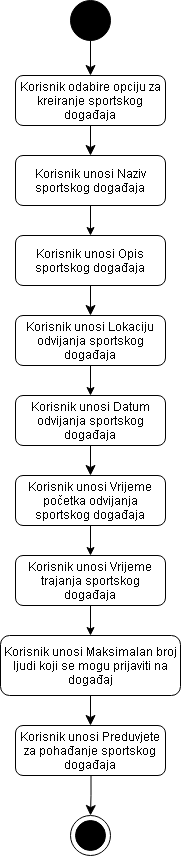 Korisnik odabire opciju za
kreiranje sportskog
događaja
Korisnik unosi Naziv
sportskog događaja
Korisnik unosi Opis
sportskog događaja
Korisnik unosi Lokaciju
odvijanja sportskog
događaja
Korisnik unosi Datum
odvijanja sportskog
događaja
Korisnik unosi Vrijeme
početka odvijanja
sportskog događaja
Korisnik unosi Vrijeme
trajanja sportskog
događaja
Korisnik unosi Maksimalan broj
ljudi koji se mogu prijaviti na
događaj
Korisnik unosi Preduvjete
za pohađanje sportskog
događaja